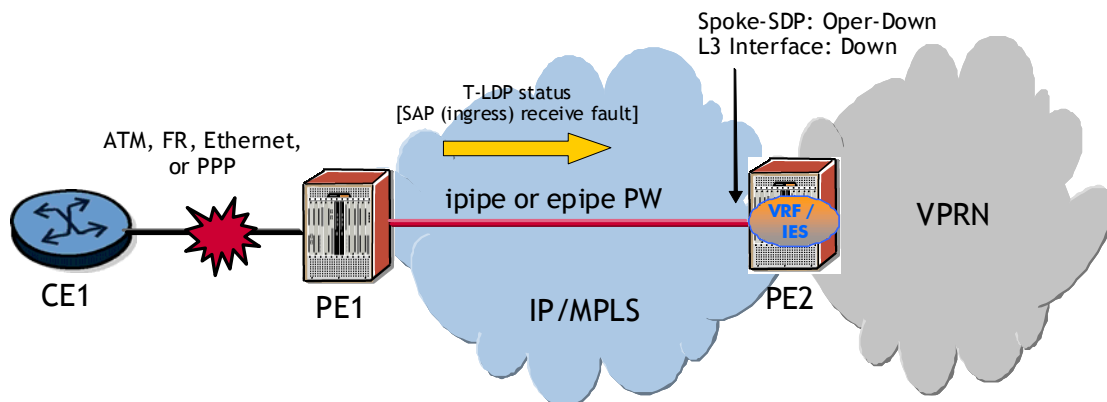 Spoke-SDP: Oper-Down
L3 Interface: Down
T-LDP status
[SAP (ingress) receive fault]
ATM, FR, Ethernet,
or PPP
ipipe or epipe PW
VRF /
IES
VPRN
CE1
PE1
IP/MPLS
PE2